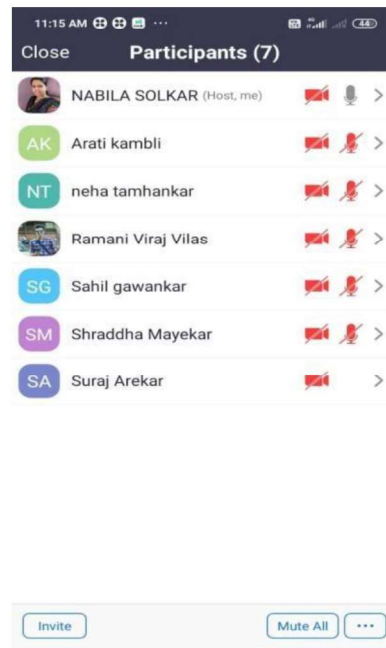 11:15 AM 44
Close Participants (7)
NABILA SOLKAR (Host, me)
AK Arati kambli
NT neha tamhankar
Ramani Viraj Vilas
SG Sahil gawankar
SM Shraddha Mayekar
SA Suraj Arekar
Invite Mute All